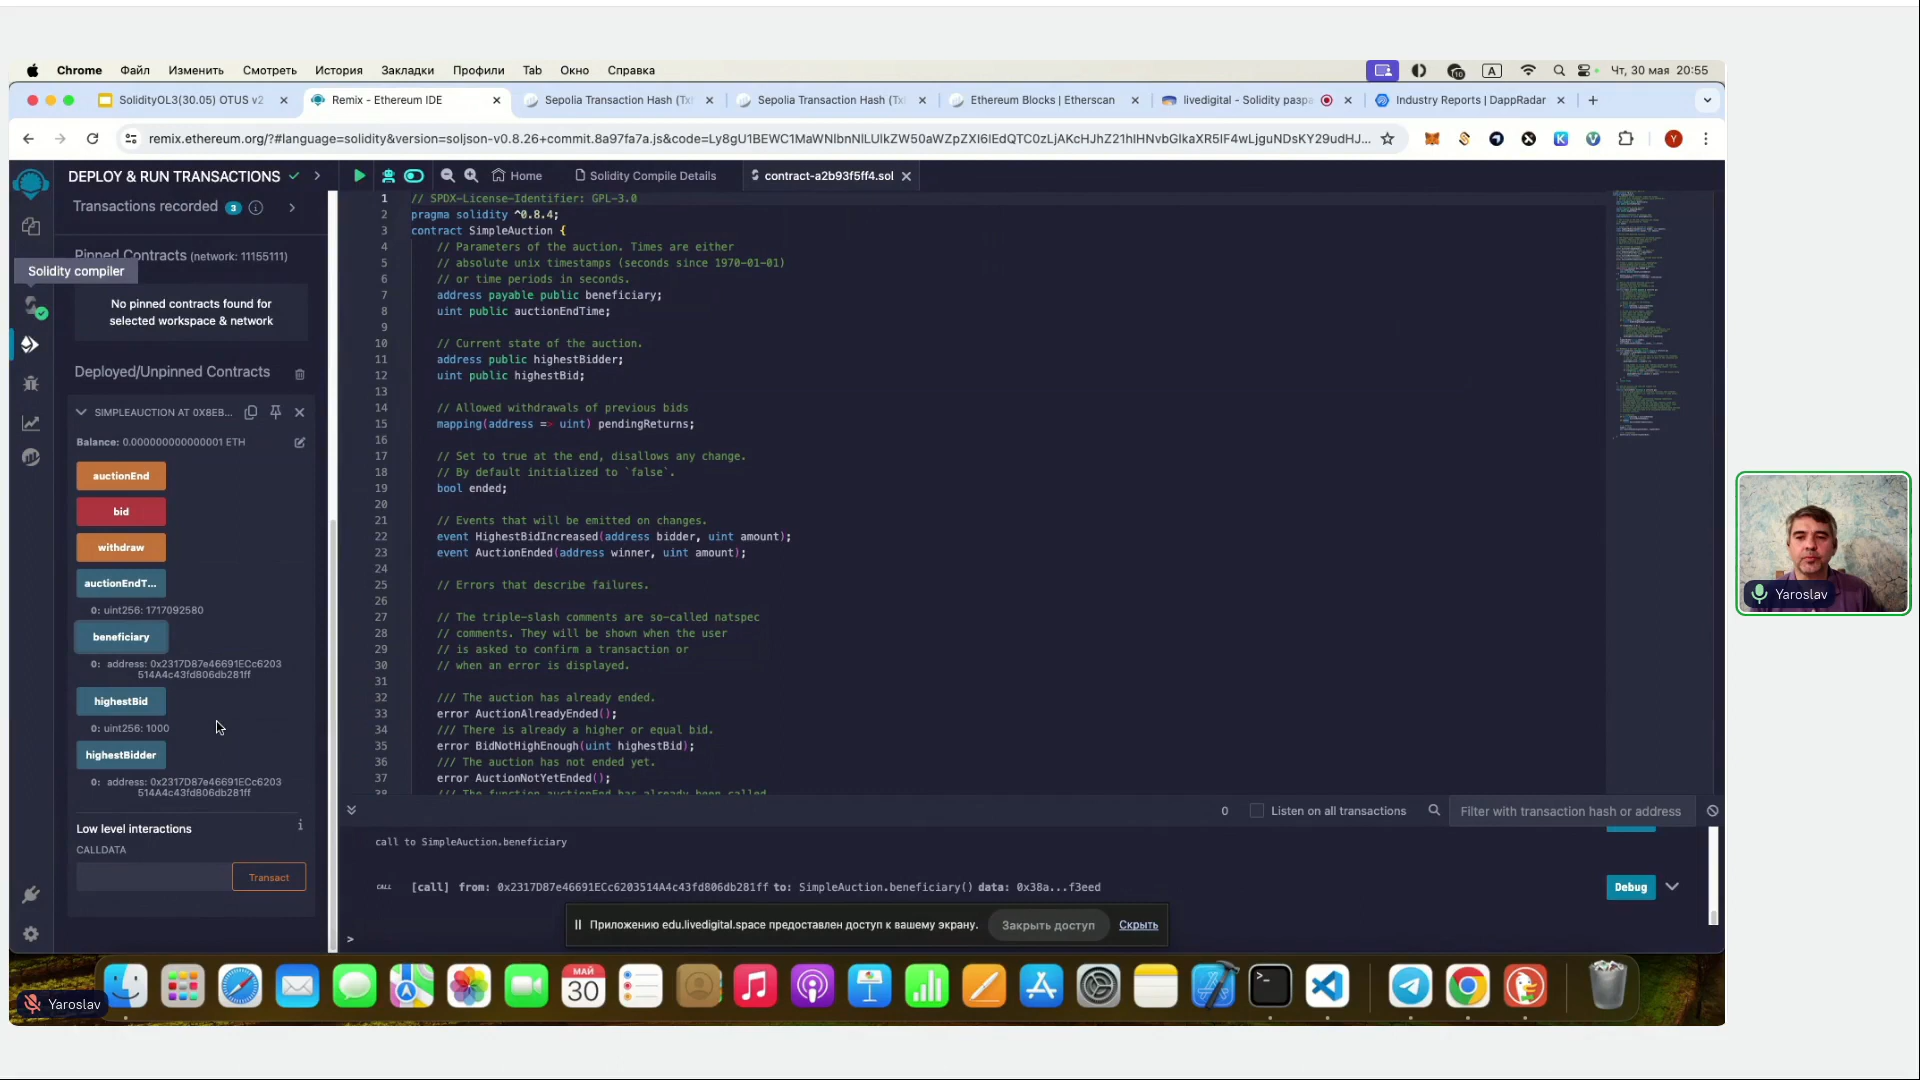 Chrome Файл Изменить Смотреть История Закладки Профили Tab Окно Справка
A Чт, 30 мая 20:55
SolidityOL3(30.05) OTUS v2
Remix - Ethereum IDE
Sepolia Transaction Hash (Txh
Sepolia Transaction Hash (Txh
Ethereum Blocks | Etherscan
livedigital - Solidity разра
Industry Reports | DappRadar
remix.ethereum.org/?#language=solidity&version=soljson-v0.8.26+commit.8a97fa7a.js&code=
DEPLOY & RUN TRANSACTIONS
Home
Solidity Compile Details
contract-a2b93f5ff4.sol
Transactions recorded 3
Pinned Contracts (network: 11155111)
Solidity compiler
No pinned contracts found for
selected workspace & network
Deployed/Unpinned Contracts
SIMPLEAUCTION AT 0X8EB...
Balance: 0.000000000000001 ETH
auctionEnd
bid
withdraw
auctionEndT...
0: uint256: 1717092580
beneficiary
0: address: 0x2317D87e46691ECc6203
514A4c43fd806db281ff
highestBid
0: uint256: 1000
highestBidder
0: address: 0x2317D87e46691ECc6203
514A4c43fd806db281ff
Low level interactions
CALLDATA
Transact
1 // SPDX-License-Identifier: GPL-3.0
2 pragma solidity ^0.8.4;
3 contract SimpleAuction {
4 // Parameters of the auction. Times are either
5 // absolute unix timestamps (seconds since 1970-01-01)
6 // or time periods in seconds.
7 address payable public beneficiary;
8 uint public auctionEndTime;
9
10 // Current state of the auction.
11 address public highestBidder;
12 uint public highestBid;
13
14 // Allowed withdrawals of previous bids
15 mapping(address => uint) pendingReturns;
16
17 // Set to true at the end, disallows any change.
18 // By default initialized to `false`.
19 bool ended;
20
21 // Events that will be emitted on changes.
22 event HighestBidIncreased(address bidder, uint amount);
23 event AuctionEnded(address winner, uint amount);
24
25 // Errors that describe failures.
26
27 // The triple-slash comments are so-called natspec
28 // comments. They will be shown when the user
29 // is asked to confirm a transaction or
30 // when an error is displayed.
31
32 /// The auction has already ended.
33 error AuctionAlreadyEnded();
34 /// There is already a higher or equal bid.
35 error BidNotHighEnough(uint highestBid);
36 /// The auction has not ended yet.
37 error AuctionNotYetEnded();
38 /// The function auctionEnd has already been called
0 Listen on all transactions Filter with transaction hash or address
call to SimpleAuction.beneficiary
CALL [call] from: 0x2317D87e46691ECc6203514A4c43fd806db281ff to: SimpleAuction.beneficiary() data: 0x38a...f3eed
Debug
>
Приложению edu.livedigital.space предоставлен доступ к вашему экрану. Закрыть доступ Скрыть
МАЙ
30
Yaroslav
Yaroslav